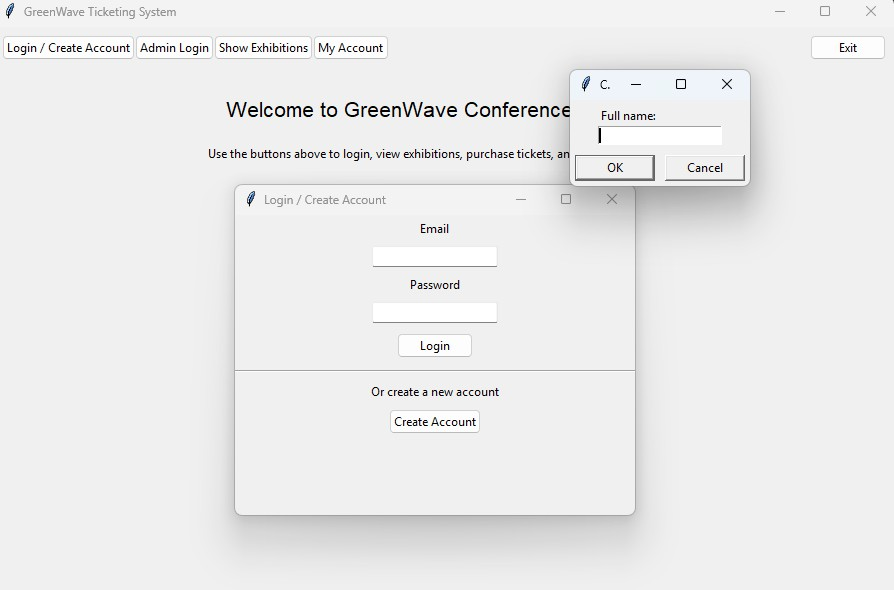 GreenWave Ticketing System
Login / Create Account Admin Login Show Exhibitions My Account Exit
C.
Full name:
OK Cancel
Welcome to GreenWave Conference
Use the buttons above to login, view exhibitions, purchase tickets, an
Login / Create Account
Email
Password
Login
Or create a new account
Create Account